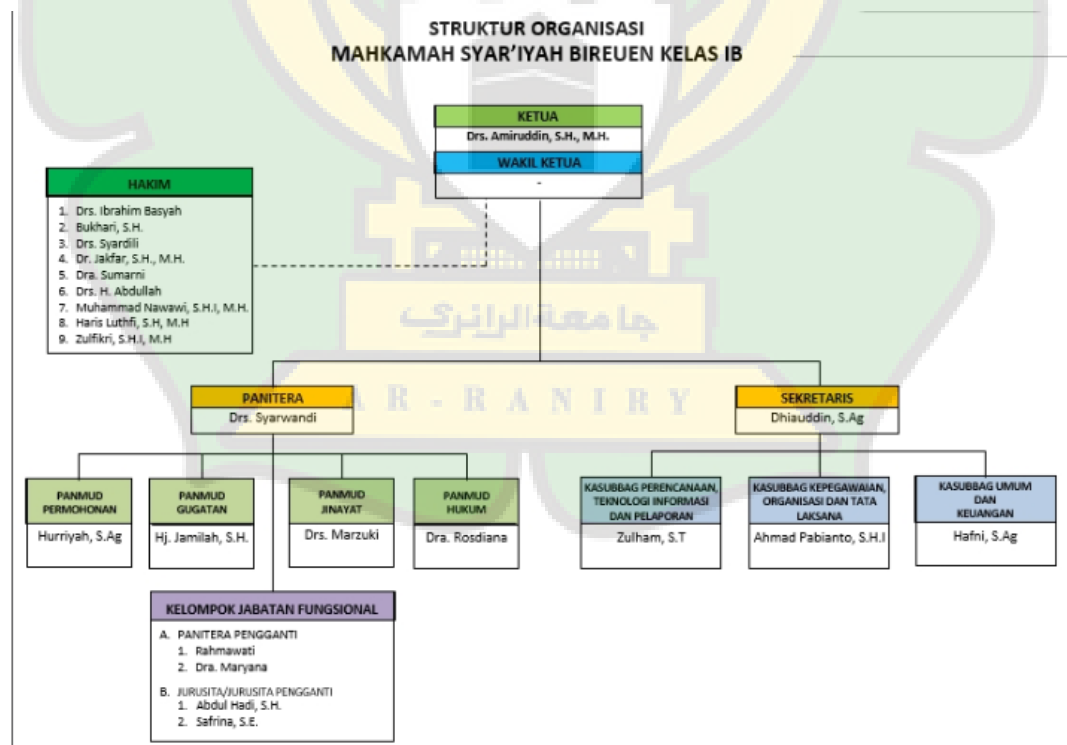 STRUKTUR ORGANISASI
MAHKAMAH SYAR'IYAH BIREUEN KELAS IB
KETUA
Drs. Amiruddin, S.H., M.H.
WAKIL KETUA
-
HAKIM
1. Drs. Ibrahim Basyah
2. Bukhari, S.H.
3. Drs. Syardili
4. Dr. Jakfar, S.H., M.H.
5. Dra. Sumarni
6. Drs. H. Abdullah
7. Muhammad Nawawi, S.H.I, M.H.
8. Haris Luthfi, S.H, M.H
9. Zulfikri, S.H.I, M.H
جامعة الرانري
AR-RANIRY
PANITERA
Drs. Syarwandi
SEKRETARIS
Dhiauddin, S.Ag
PANMUD
PERMOHONAN
Hurriyah, S.Ag
PANMUD
GUGATAN
Hj. Jamilah, S.H.
PANMUD
JINAYAT
Drs. Marzuki
PANMUD
HUKUM
Dra. Rosdiana
KASUBBAG PERENCANAAN,
TEKNOLOGI INFORMASI
DAN PELAPORAN
Zulham, S.T
KASUBBAG KEPEGAWAIAN,
ORGANISASI DAN TATA
LAKSANA
Ahmad Pabianto, S.H.I
KASUBBAG UMUM
DAN
KEUANGAN
Hafni, S.Ag
KELOMPOK JABATAN FUNGSIONAL
A. PANITERA PENGGANTI
1. Rahmawati
2. Dra. Maryana
B. JURUSITA/JURUSITA PENGGANTI
1. Abdul Hadi, S.H.
2. Safrina, S.E.